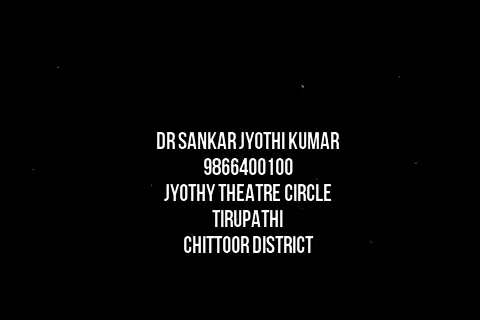 DR SANKAR JYOTHI KUMAR
9866400100
JYOTHY THEATRE CIRCLE
TIRUPATHI
CHITTOOR DISTRICT